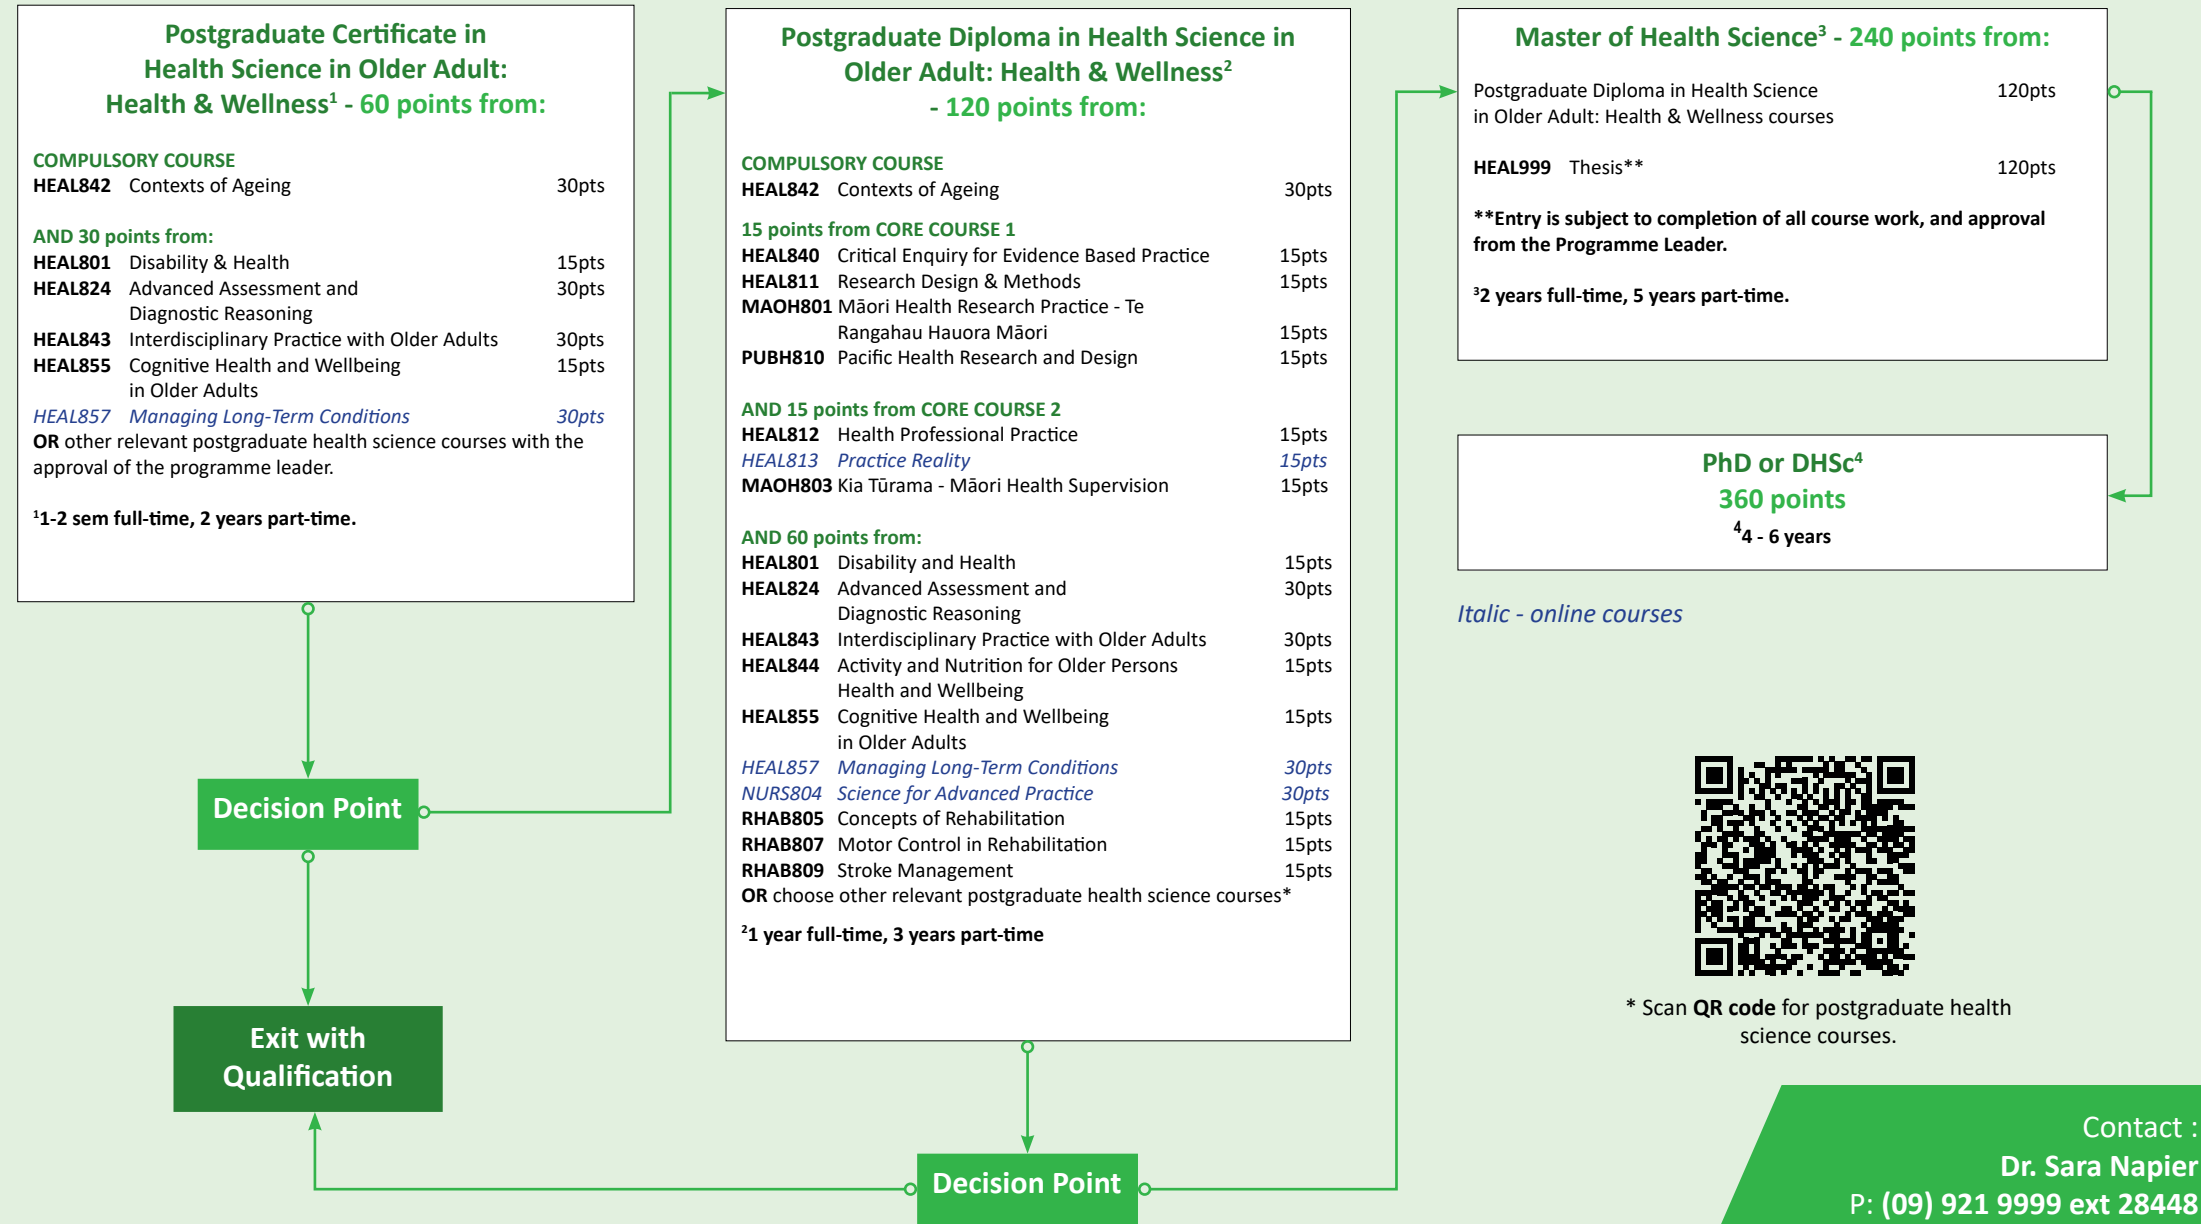 Postgraduate Certificate in
Health Science in Older Adult:
Health & Wellness¹ - 60 points from:
COMPULSORY COURSE
HEAL842 Contexts of Ageing 30pts
AND 30 points from:
HEAL801 Disability & Health 15pts
HEAL824 Advanced Assessment and 30pts
Diagnostic Reasoning
HEAL843 Interdisciplinary Practice with Older Adults 30pts
HEAL855 Cognitive Health and Wellbeing 15pts
in Older Adults
HEAL857 Managing Long-Term Conditions 30pts
OR other relevant postgraduate health science courses with the
approval of the programme leader.
¹1-2 sem full-time, 2 years part-time.
Decision Point
Exit with
Qualification
Postgraduate Diploma in Health Science in
Older Adult: Health & Wellness²
- 120 points from:
COMPULSORY COURSE
HEAL842 Contexts of Ageing 30pts
15 points from CORE COURSE 1
HEAL840 Critical Enquiry for Evidence Based Practice 15pts
HEAL811 Research Design & Methods 15pts
MAOH801 Māori Health Research Practice - Te
Rangahau Hauora Māori 15pts
PUBH810 Pacific Health Research and Design 15pts
AND 15 points from CORE COURSE 2
HEAL812 Health Professional Practice 15pts
HEAL813 Practice Reality 15pts
MAOH803 Kia Tūrama - Māori Health Supervision 15pts
AND 60 points from:
HEAL801 Disability and Health 15pts
HEAL824 Advanced Assessment and 30pts
Diagnostic Reasoning
HEAL843 Interdisciplinary Practice with Older Adults 30pts
HEAL844 Activity and Nutrition for Older Persons 15pts
Health and Wellbeing
HEAL855 Cognitive Health and Wellbeing 15pts
in Older Adults
HEAL857 Managing Long-Term Conditions 30pts
NURS804 Science for Advanced Practice 30pts
RHAB805 Concepts of Rehabilitation 15pts
RHAB807 Motor Control in Rehabilitation 15pts
RHAB809 Stroke Management 15pts
OR choose other relevant postgraduate health science courses*
²1 year full-time, 3 years part-time
Decision Point
Master of Health Science³ - 240 points from:
Postgraduate Diploma in Health Science 120pts
in Older Adult: Health & Wellness courses
HEAL999 Thesis** 120pts
**Entry is subject to completion of all course work, and approval
from the Programme Leader.
³2 years full-time, 5 years part-time.
PhD or DHSc⁴
360 points
⁴4 - 6 years
Italic - online courses
* Scan QR code for postgraduate health
science courses.
Contact :
Dr. Sara Napier
P: (09) 921 9999 ext 28448